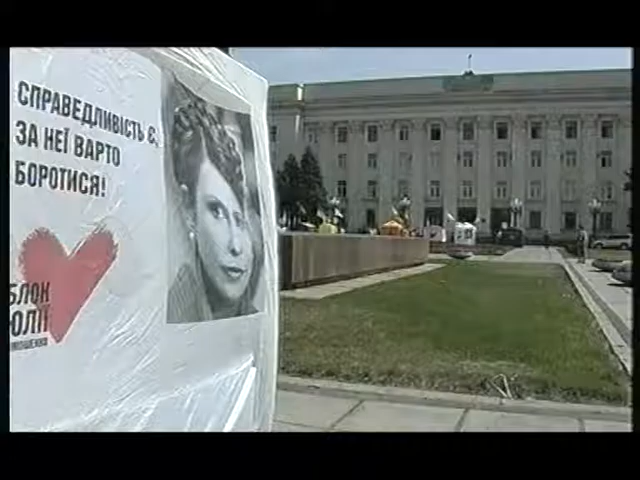 СПРАВЕДЛИВІСТЬ Є,
ЗА НЕЇ ВАРТО
БОРОТИСЯ!
БЛОК
ЮЛІЇ